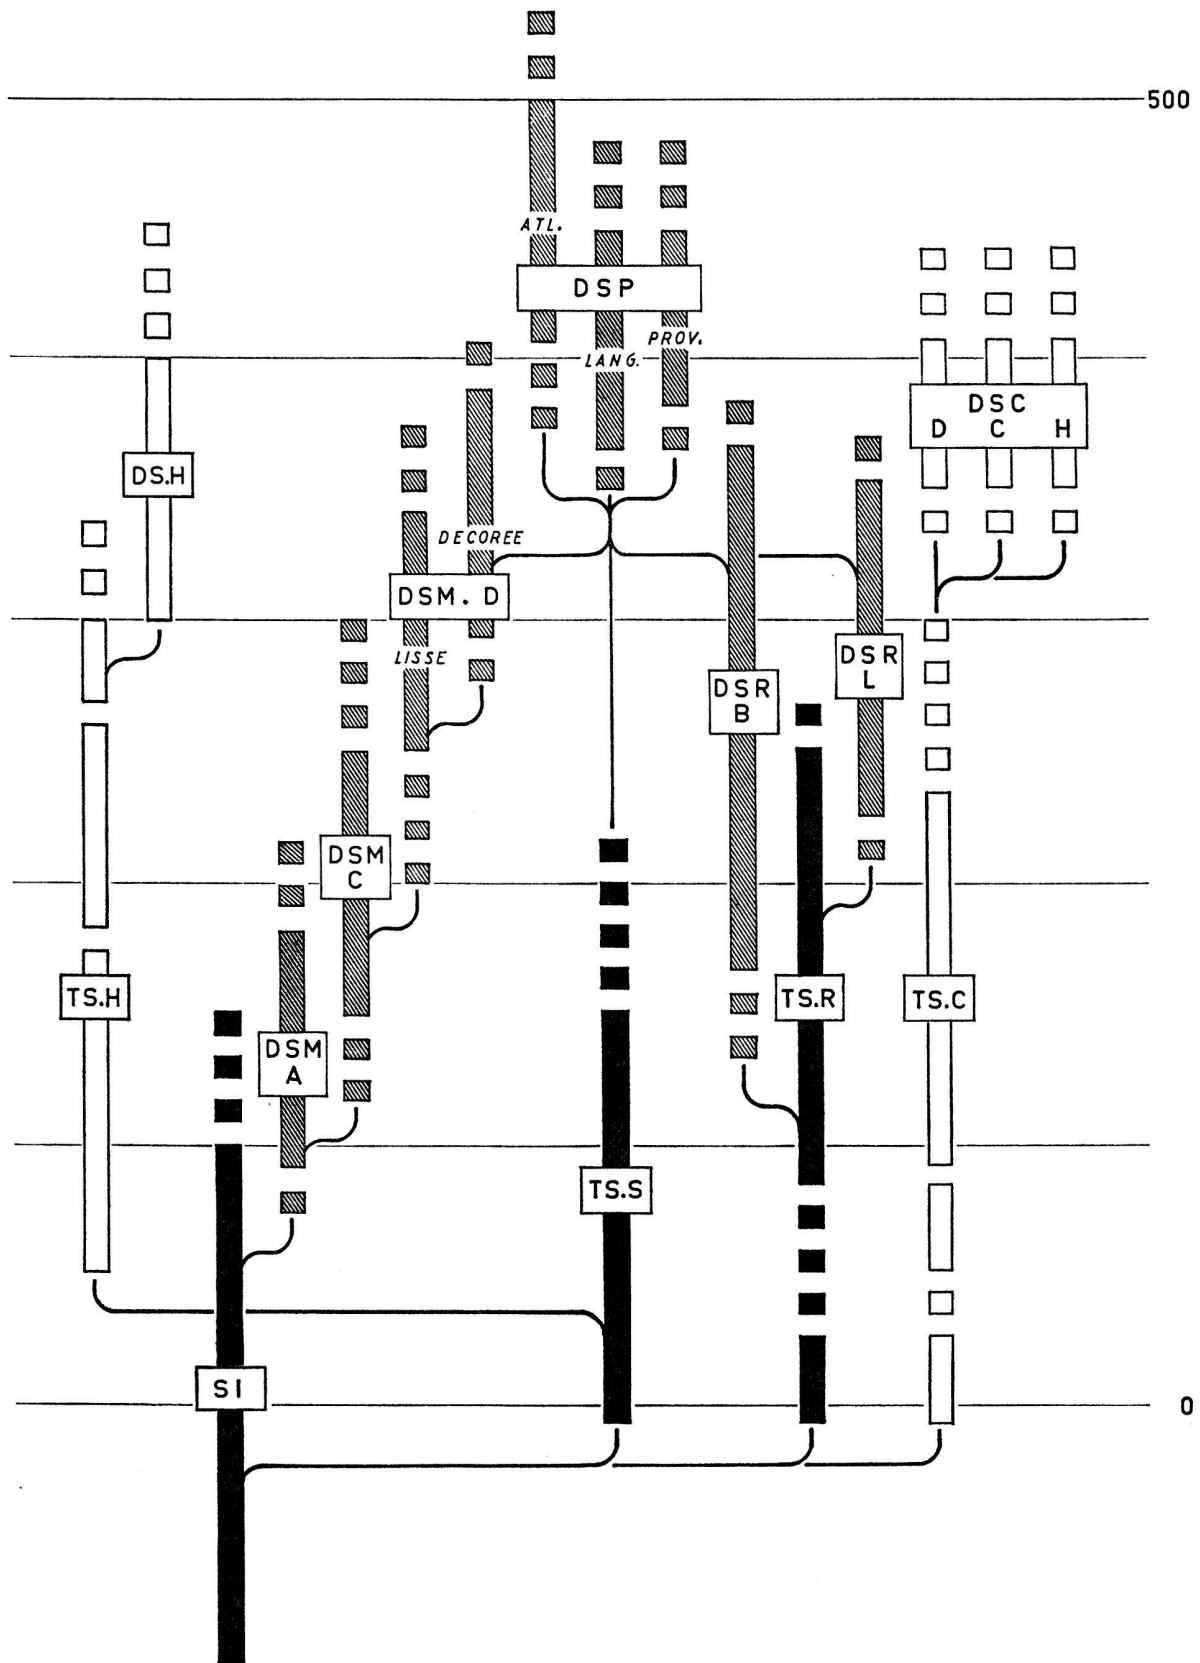 500
ATL.
DSP
PROV.
LANG.
DSC
D C H
DS.H
DECOREE
DSM. D
LISSE
DSR
L
DSR
B
DSM
C
TS.H
TS.R
TS.C
DSM
A
TS.S
SI
0